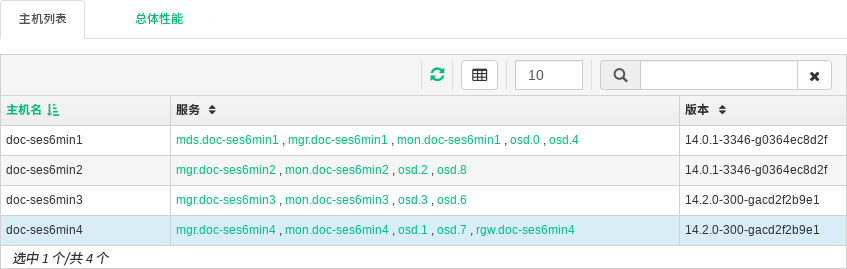 主机列表 总体性能
10
主机名 服务 版本
doc-ses6min1 mds.doc-ses6min1 , mgr.doc-ses6min1 , mon.doc-ses6min1 , osd.0 , osd.4 14.0.1-3346-g0364ec8d2f
doc-ses6min2 mgr.doc-ses6min2 , mon.doc-ses6min2 , osd.2 , osd.8 14.0.1-3346-g0364ec8d2f
doc-ses6min3 mgr.doc-ses6min3 , mon.doc-ses6min3 , osd.3 , osd.6 14.2.0-300-gacd2f2b9e1
doc-ses6min4 mgr.doc-ses6min4 , mon.doc-ses6min4 , osd.1 , osd.7 , rgw.doc-ses6min4 14.2.0-300-gacd2f2b9e1
选中 1 个/共 4 个